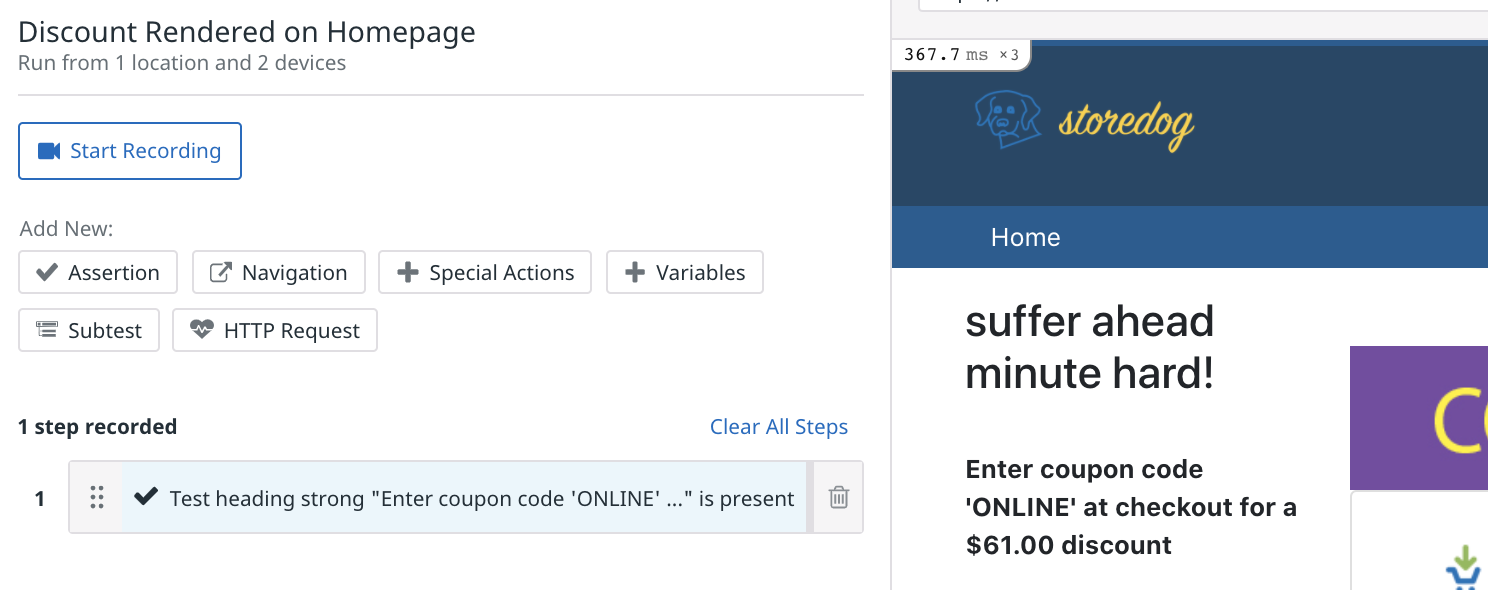 Discount Rendered on Homepage
Run from 1 location and 2 devices
Start Recording
Add New:
Assertion
Navigation
Special Actions
Variables
Subtest
HTTP Request
1 step recorded
Clear All Steps
1
Test heading strong "Enter coupon code 'ONLINE' ..." is present
367.7 ms ×3
storedog
Home
suffer ahead
minute hard!
Enter coupon code
'ONLINE' at checkout for a
$61.00 discount